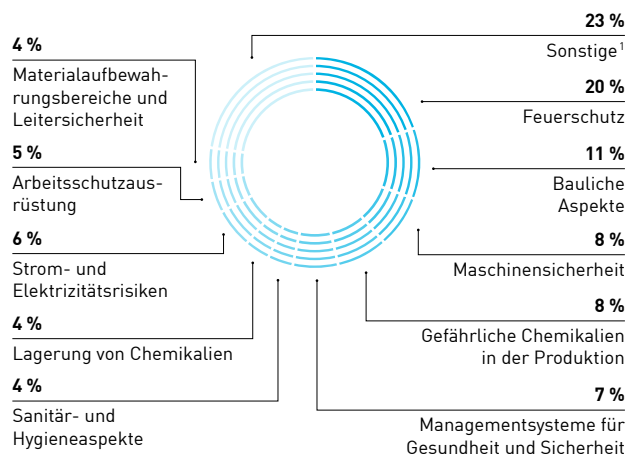 23 %
Sonstige¹
20 %
Feuerschutz
11 %
Bauliche
Aspekte
8 %
Maschinensicherheit
8 %
Gefährliche Chemikalien
in der Produktion
7 %
Managementsysteme für
Gesundheit und Sicherheit
4 %
Materialaufbewah-
rungsbereiche und
Leitersicherheit
5 %
Arbeitsschutzaus-
rüstung
6 %
Strom- und
Elektrizitätsrisiken
4 %
Lagerung von Chemikalien
4 %
Sanitär- und
Hygieneaspekte